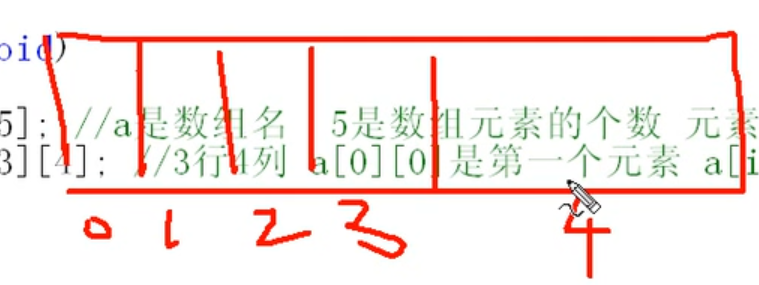 oid)
5]; //a是数组名 5是数组元素的个数 元素
3][4]; //3行4列 a[0][0]是第一个元素 a[i
0 1 2 3 4